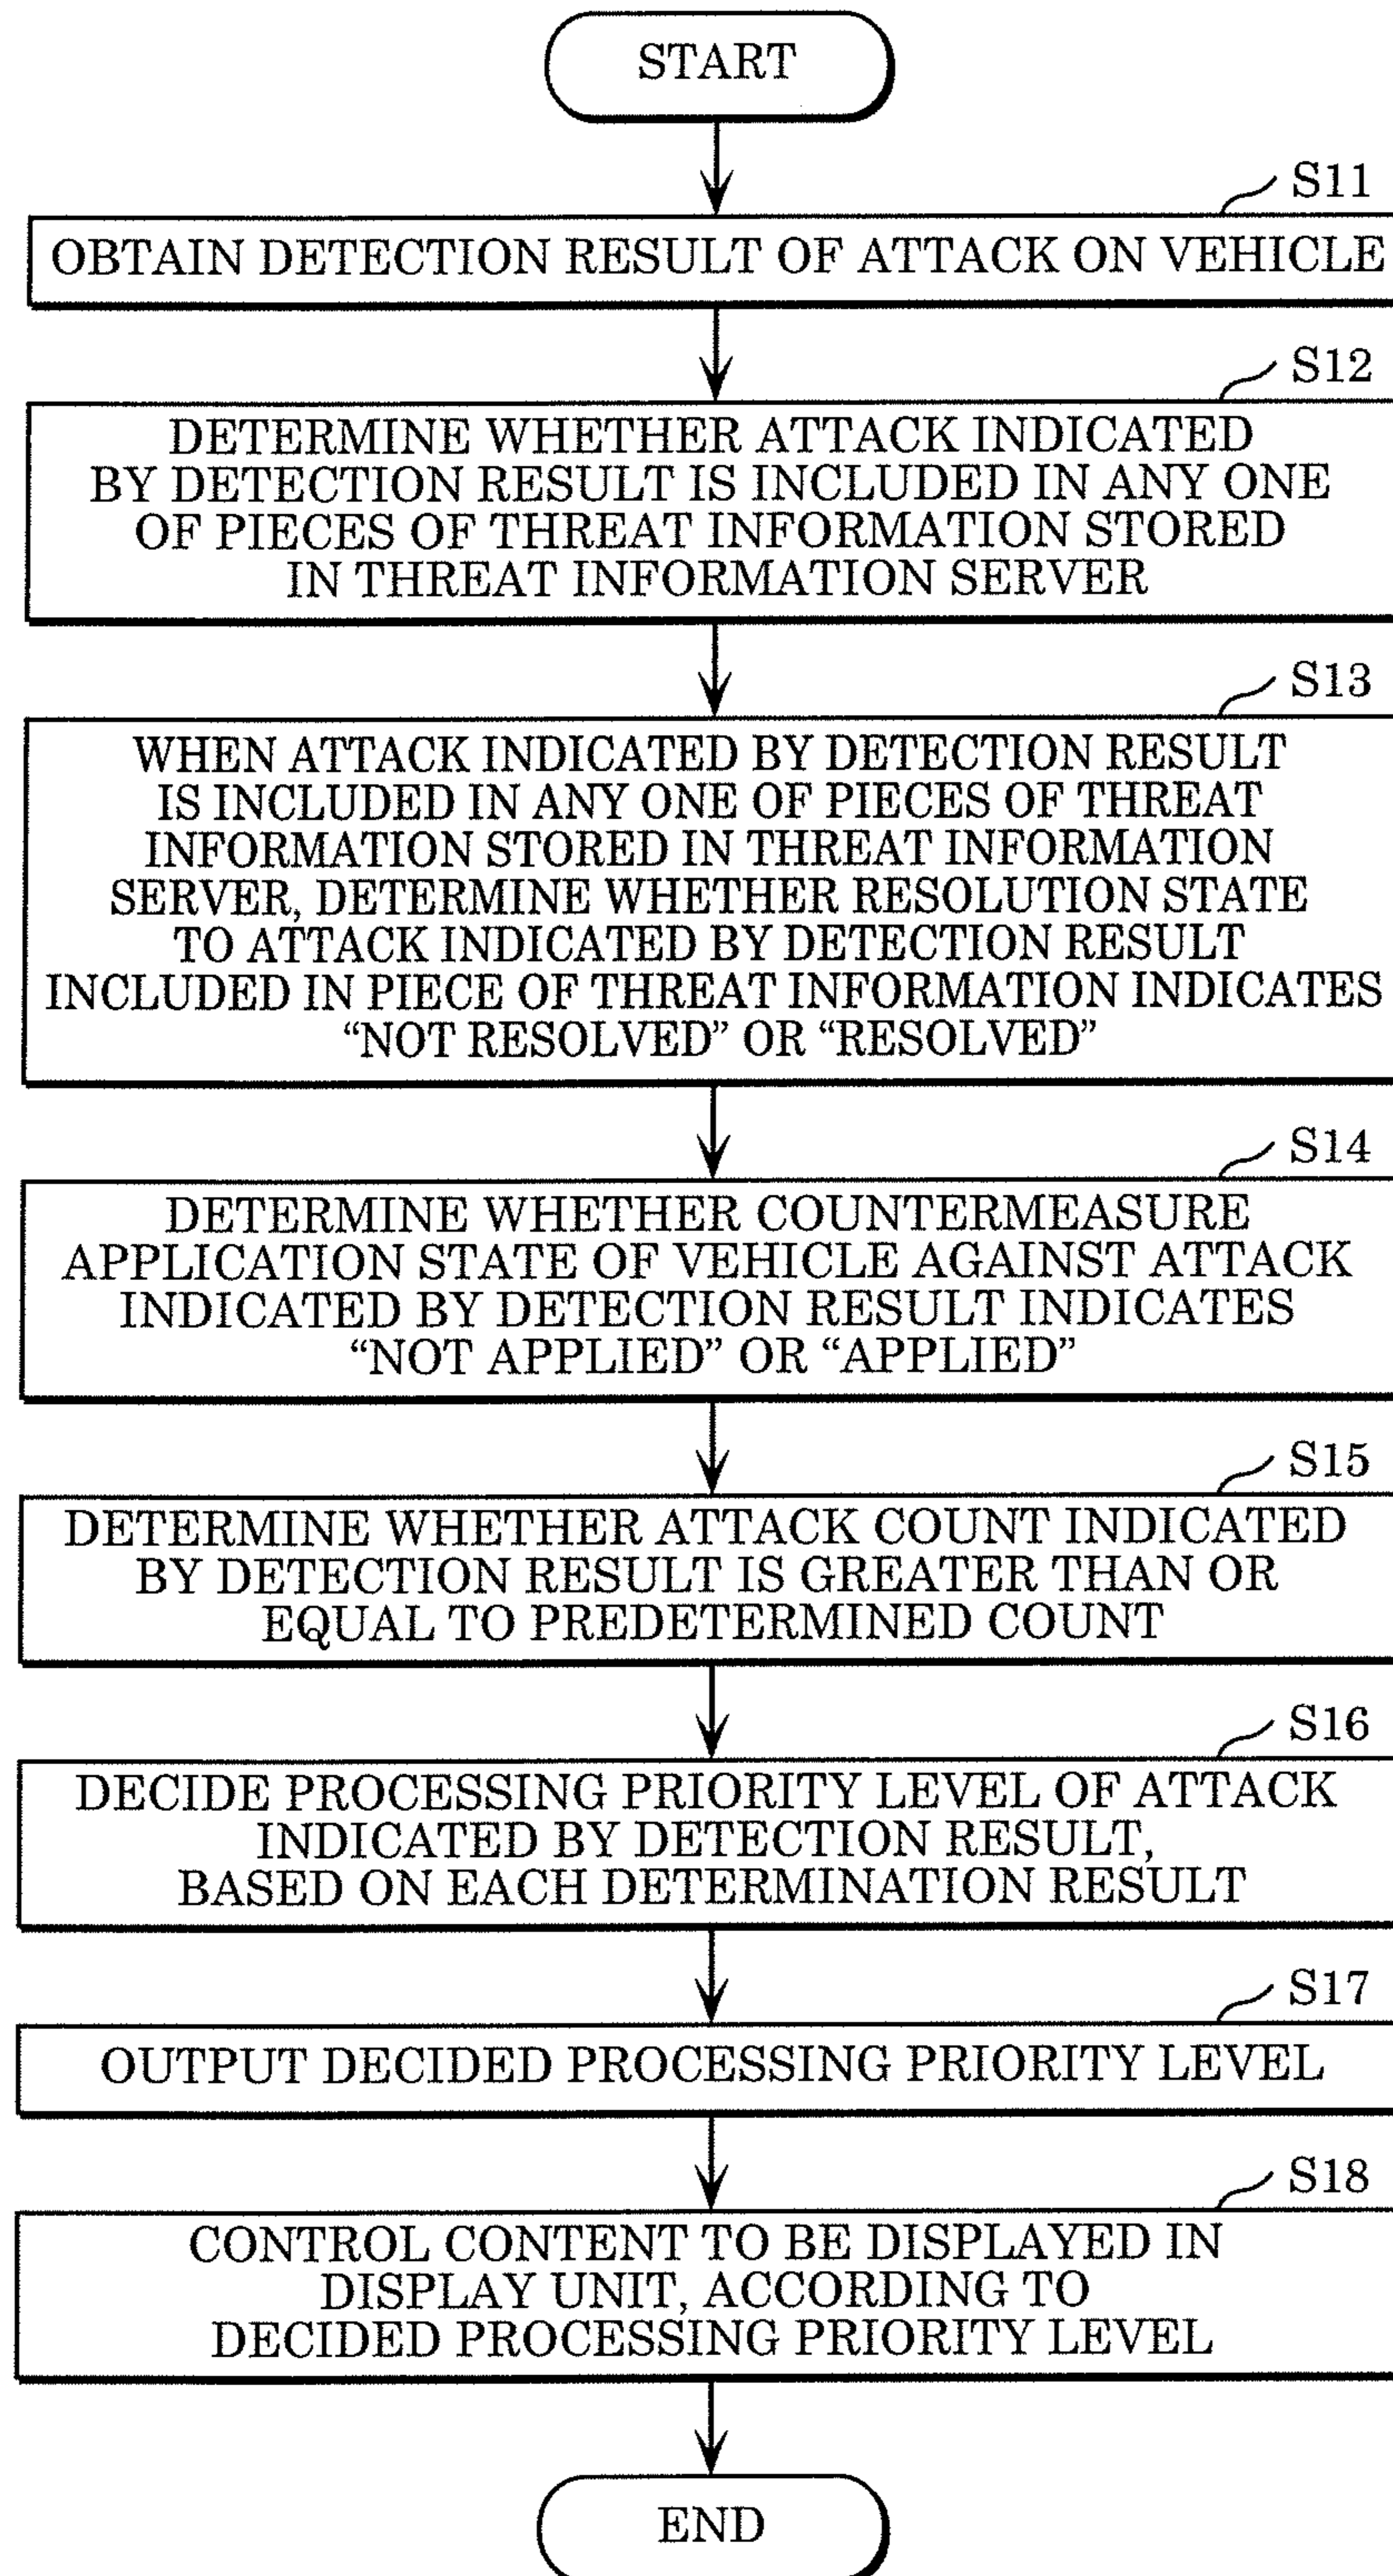 START
S11
OBTAIN DETECTION RESULT OF ATTACK ON VEHICLE
S12
DETERMINE WHETHER ATTACK INDICATED
BY DETECTION RESULT IS INCLUDED IN ANY ONE
OF PIECES OF THREAT INFORMATION STORED
IN THREAT INFORMATION SERVER
S13
WHEN ATTACK INDICATED BY DETECTION RESULT
IS INCLUDED IN ANY ONE OF PIECES OF THREAT
INFORMATION STORED IN THREAT INFORMATION
SERVER, DETERMINE WHETHER RESOLUTION STATE
TO ATTACK INDICATED BY DETECTION RESULT
INCLUDED IN PIECE OF THREAT INFORMATION INDICATES
“NOT RESOLVED” OR “RESOLVED”
S14
DETERMINE WHETHER COUNTERMEASURE
APPLICATION STATE OF VEHICLE AGAINST ATTACK
INDICATED BY DETECTION RESULT INDICATES
“NOT APPLIED” OR “APPLIED”
S15
DETERMINE WHETHER ATTACK COUNT INDICATED
BY DETECTION RESULT IS GREATER THAN OR
EQUAL TO PREDETERMINED COUNT
S16
DECIDE PROCESSING PRIORITY LEVEL OF ATTACK
INDICATED BY DETECTION RESULT,
BASED ON EACH DETERMINATION RESULT
S17
OUTPUT DECIDED PROCESSING PRIORITY LEVEL
S18
CONTROL CONTENT TO BE DISPLAYED IN
DISPLAY UNIT, ACCORDING TO
DECIDED PROCESSING PRIORITY LEVEL
END